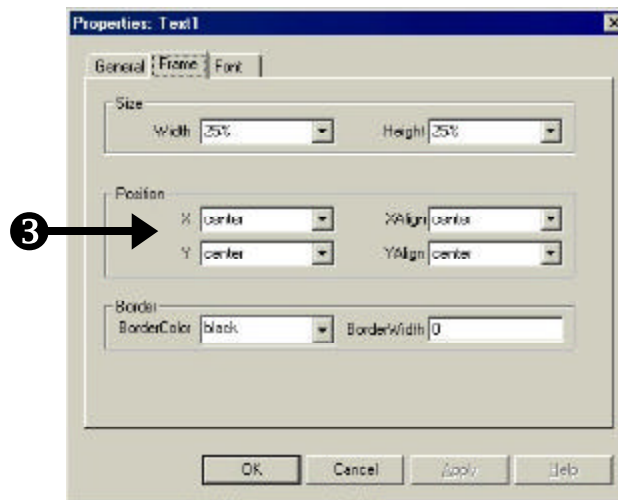 Properties: Text1
General Frame Font
Size
Width 25% Height 25%
Position
3
X center XAlign center
Y center YAlign center
Border
BorderColor black BorderWidth 0
OK Cancel Apply Help